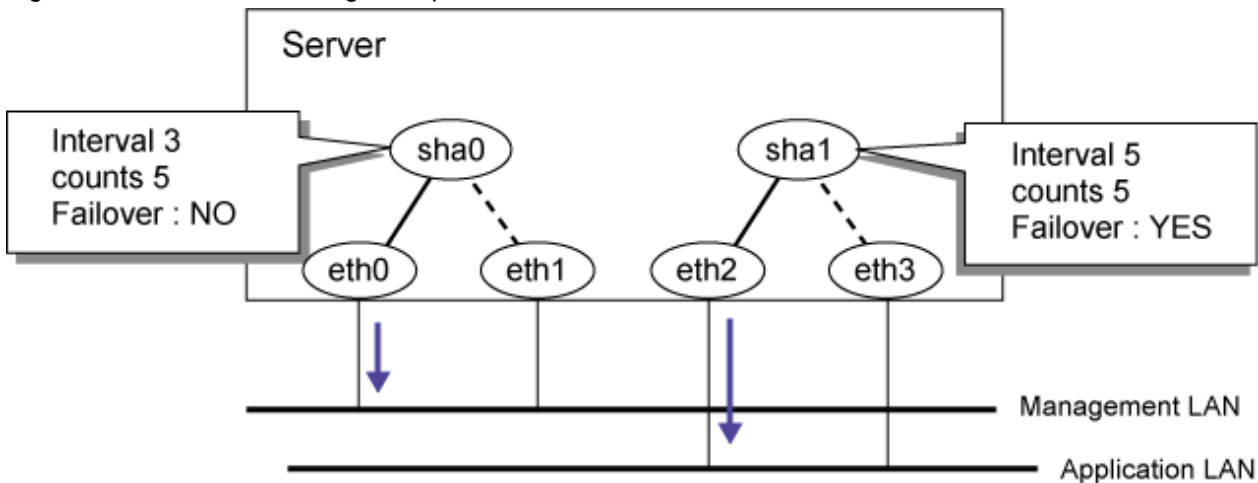 Server
Interval 3
counts 5
Failover : NO
sha0
sha1
Interval 5
counts 5
Failover : YES
eth0
eth1
eth2
eth3
Management LAN
Application LAN